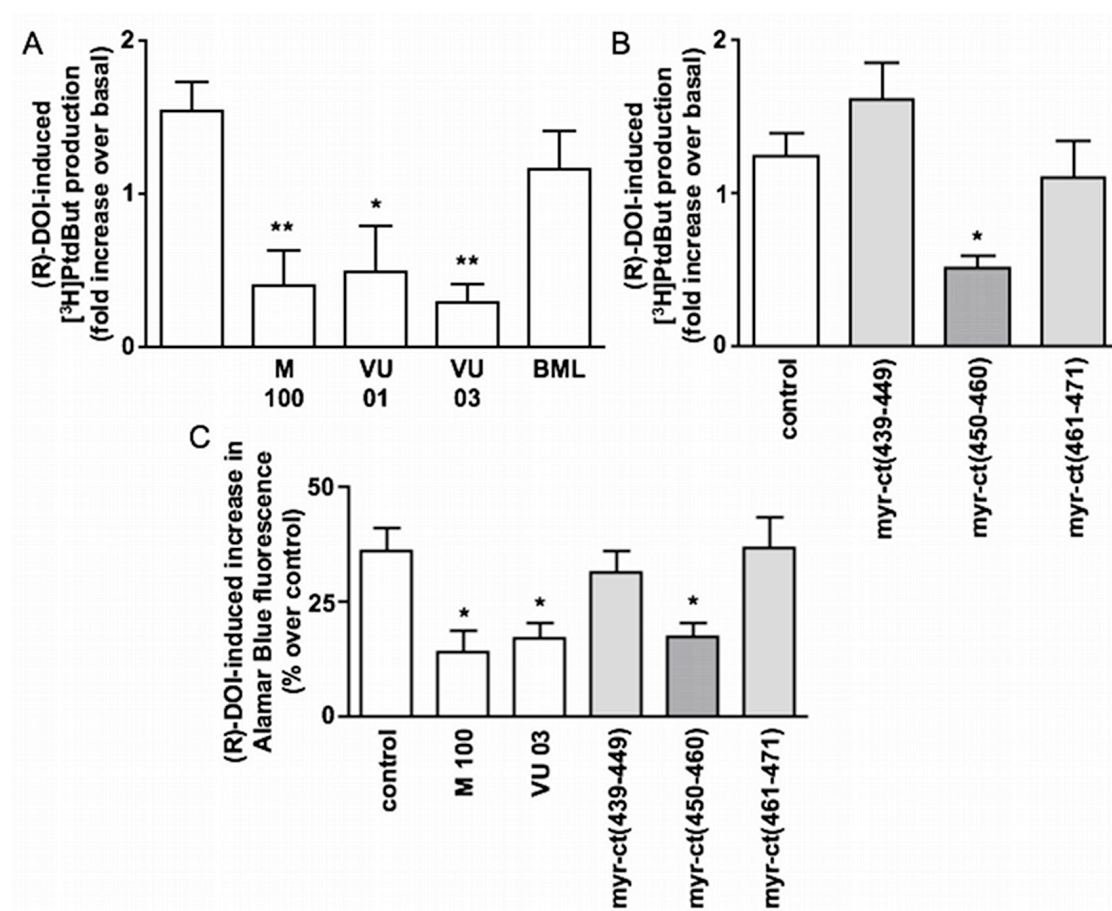 A
(R)-DOI-induced
[³H]PtdBut production
(fold increase over basal)
2
1
0
**
*
**
M
100
VU
01
VU
03
BML
B
(R)-DOI-induced
[³H]PtdBut production
(fold increase over basal)
2
1
0
*
control
myr-ct(439-449)
myr-ct(450-460)
myr-ct(461-471)
C
(R)-DOI-induced increase in
Alamar Blue fluorescence
(% over control)
50
25
0
*
*
*
control
M 100
VU 03
myr-ct(439-449)
myr-ct(450-460)
myr-ct(461-471)